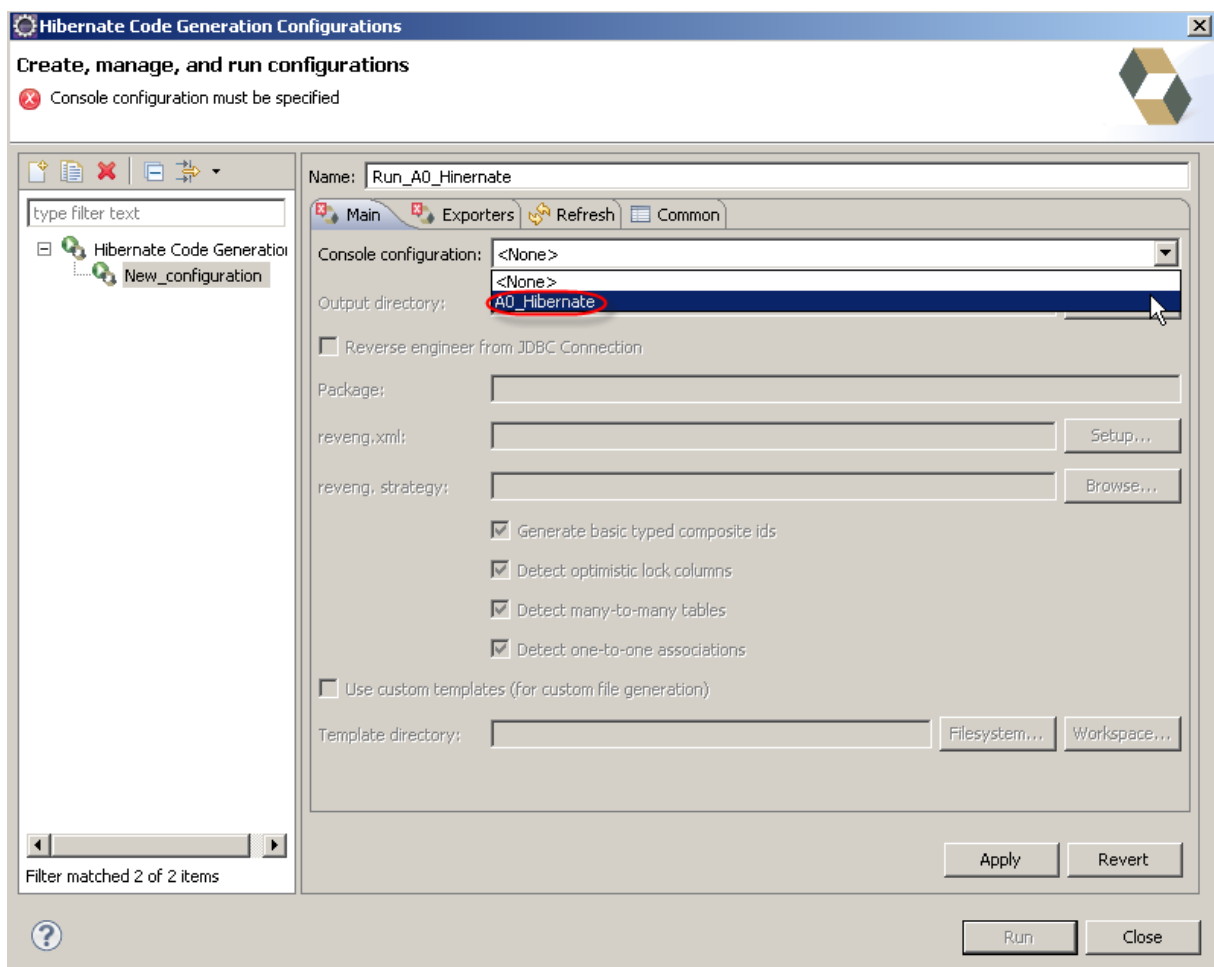 Hibernate Code Generation Configurations
Create, manage, and run configurations
Console configuration must be specified
type filter text
Hibernate Code Generation
New_configuration
Filter matched 2 of 2 items
Name: Run_A0_Hinernate
Main Exporters Refresh Common
Console configuration: <None>
<None>
Output directory: A0_Hibernate
Reverse engineer from JDBC Connection
Package:
reveng.xml: Setup...
reveng. strategy: Browse...
Generate basic typed composite ids
Detect optimistic lock columns
Detect many-to-many tables
Detect one-to-one associations
Use custom templates (for custom file generation)
Template directory: Filesystem... Workspace...
Apply Revert
Run Close